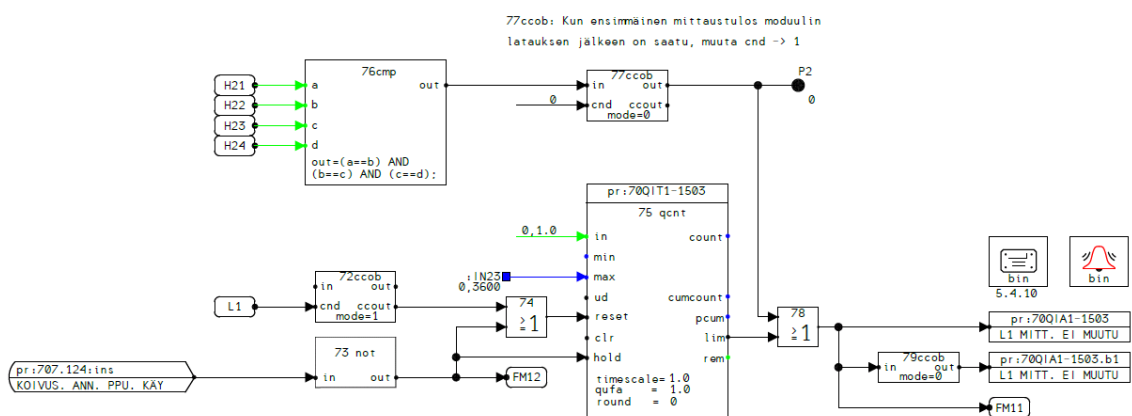 77ccob: Kun ensimmäinen mittaustulos moduulin
latauksen jälkeen on saatu, muuta cnd -> 1
76cmp
H21
a
out
H22
b
H23
c
H24
d
out=(a==b) AND
(b==c) AND (c==d);
77ccob
in out
0
cnd ccout
mode=0
P2
0
pr:70QIT1-1503
75 qcnt
0,1.0
in
count
min
:IN23
0,3600
max
ud
cumcount
reset
pcum
clr
lim
hold
rem
timescale= 1.0
qufa = 1.0
round = 0
72ccob
in out
L1
cnd ccout
mode=1
74
>=1
73 not
in out
pr:707.124:ins
KOIVUS. ANN. PPU. KÄY
FM12
78
>=1
bin
5.4.10
bin
pr:70QIA1-1503
L1 MITT. EI MUUTU
79ccob
in out
mode=0
pr:70QIA1-1503.b1
L1 MITT. EI MUUTU
FM11